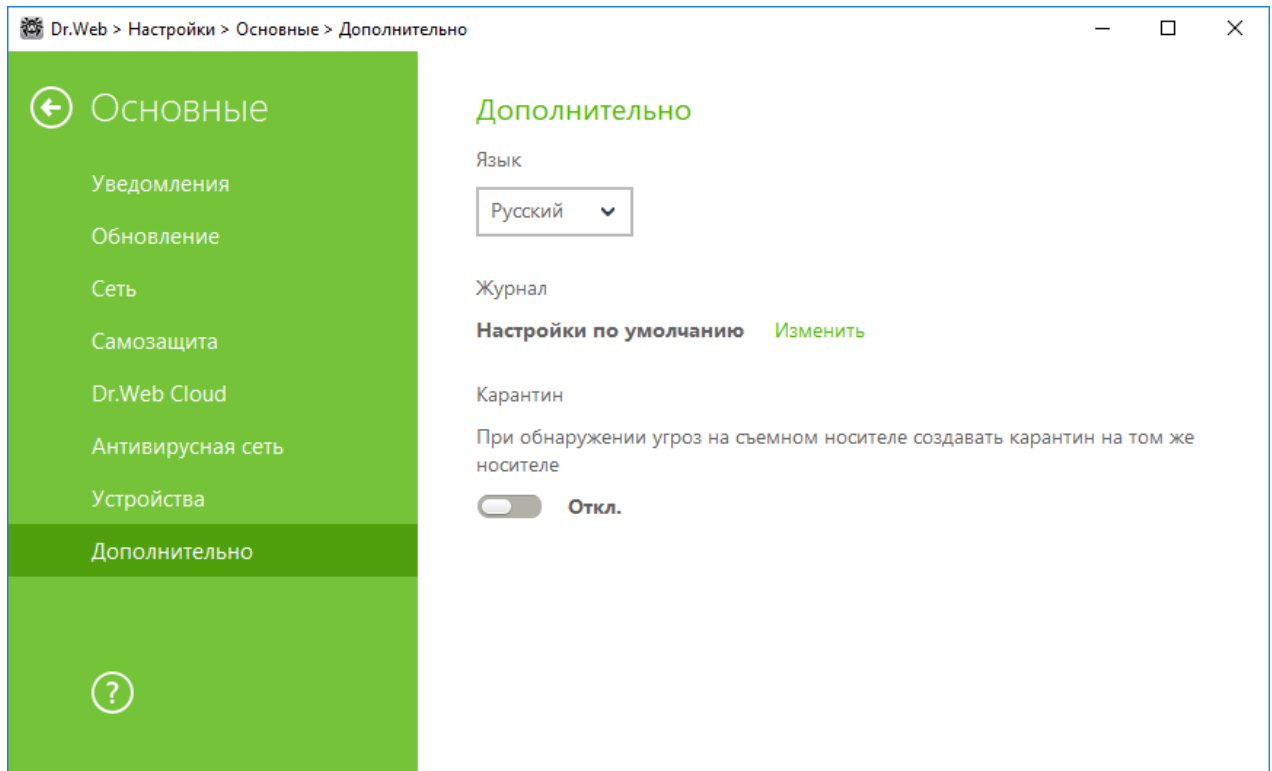 Dr.Web > Настройки > Основные > Дополнительно
Основные
Уведомления
Обновление
Сеть
Самозащита
Dr.Web Cloud
Антивирусная сеть
Устройства
Дополнительно
?
Дополнительно
Язык
Русский
Журнал
Настройки по умолчанию Изменить
Карантин
При обнаружении угроз на съемном носителе создавать карантин на том же
носителе
Откл.